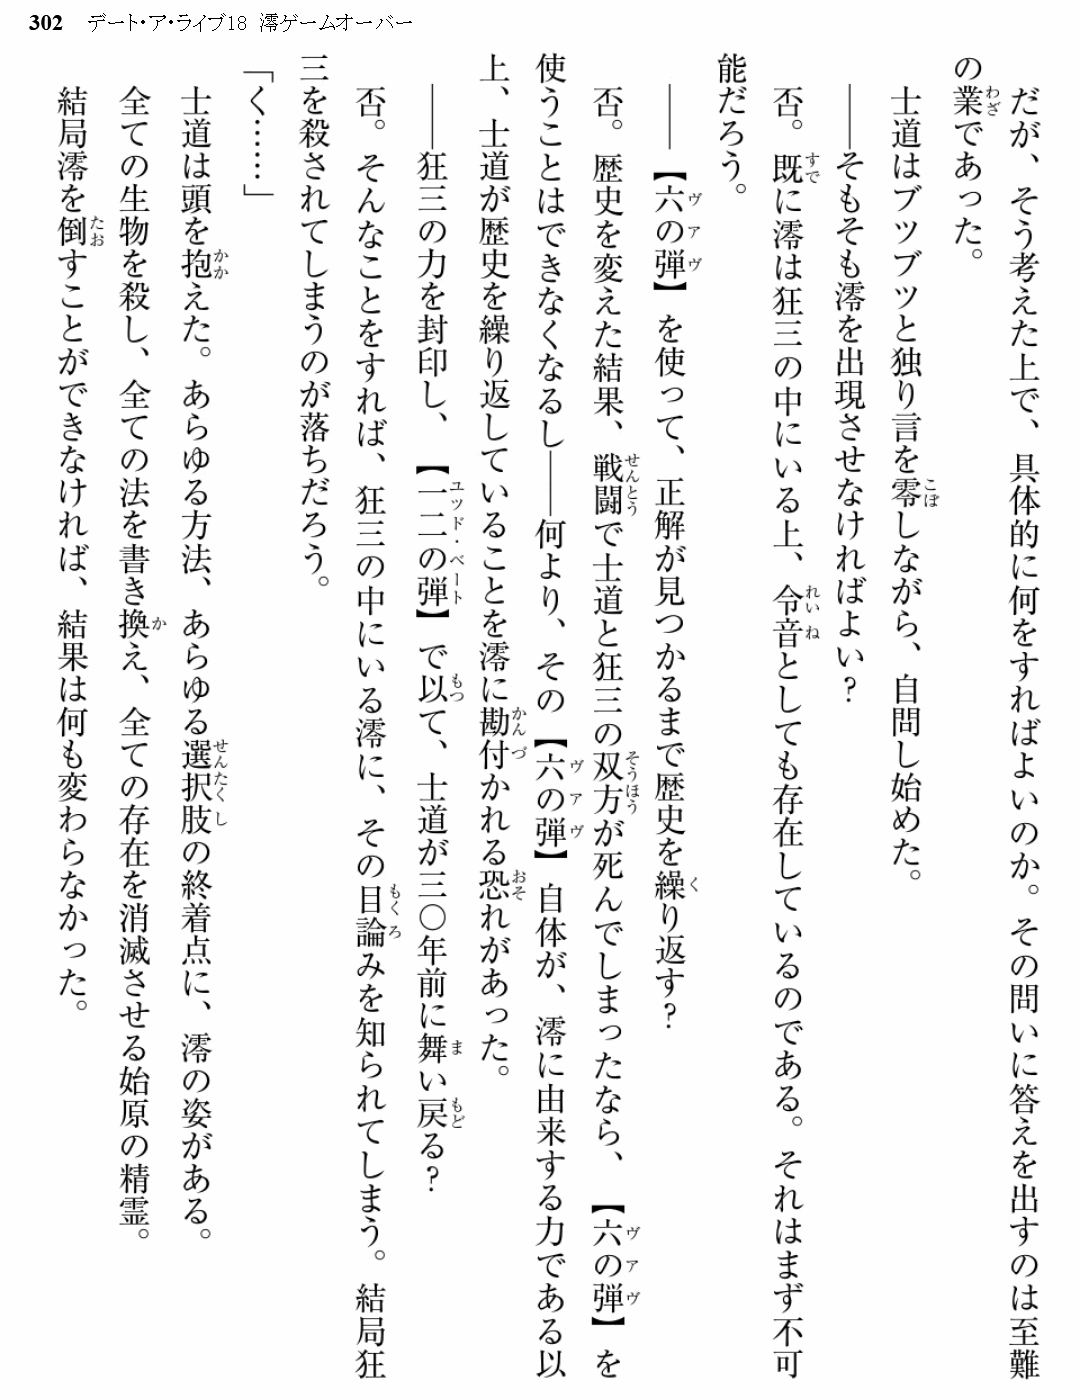 302 デート・ア・ライブ18 澪ゲームオーバー
だが、そう考えた上で、具体的に何をすればよいのか。その問いに答えを出すのは至難
の業であった。
士道はブツブツと独り言を零しながら、自問し始めた。
――そもそも澪を出現させなければよい？
否。既に澪は狂三の中にいる上、令音としても存在しているのである。それはまず不可
能だろう。
――【六の弾】を使って、正解が見つかるまで歴史を繰り返す？
否。歴史を変えた結果、戦闘で士道と狂三の双方が死んでしまったなら、【六の弾】を
使うことはできなくなるし――何より、その【六の弾】自体が、澪に由来する力である以
上、士道が歴史を繰り返していることを澪に勘付かれる恐れがあった。
――狂三の力を封印し、【一二の弾】で以て、士道が三〇年前に舞い戻る？
否。そんなことをすれば、狂三の中にいる澪に、その目論みを知られてしまう。結局狂
三を殺されてしまうのが落ちだろう。
「く……」
士道は頭を抱えた。あらゆる方法、あらゆる選択肢の終着点に、澪の姿がある。
全ての生物を殺し、全ての法を書き換え、全ての存在を消滅させる始原の精霊。
結局澪を倒すことができなければ、結果は何も変わらなかった。